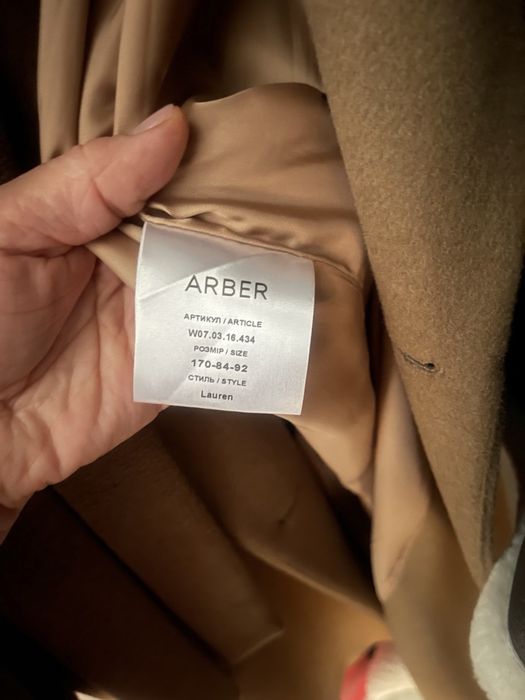 ARBER
АРТИКУЛ / ARTICLE
W07.03.16.434
РОЗМІР / SIZE
170-84-92
СТИЛЬ / STYLE
Lauren